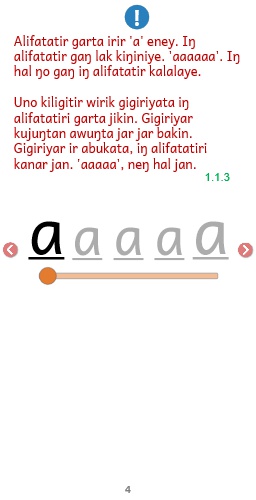 !
Alifatatir garta irir 'a' eney. Iŋ
alifatatir gaŋ lak kiŋiniye. 'aaaaaa'. Iŋ
hal ŋo gaŋ iŋ alifatatir kalalaye.
Uno kiligitir wirik gigiriyata iŋ
alifatatiri garta jikin. Gigiriyar
kujuŋtan awuŋta jar jar bakin.
Gigiriyar ir abukata, iŋ alifatatiri
kanar jan. 'aaaaa', neŋ hal jan.
1.1.3
a a a a a
4